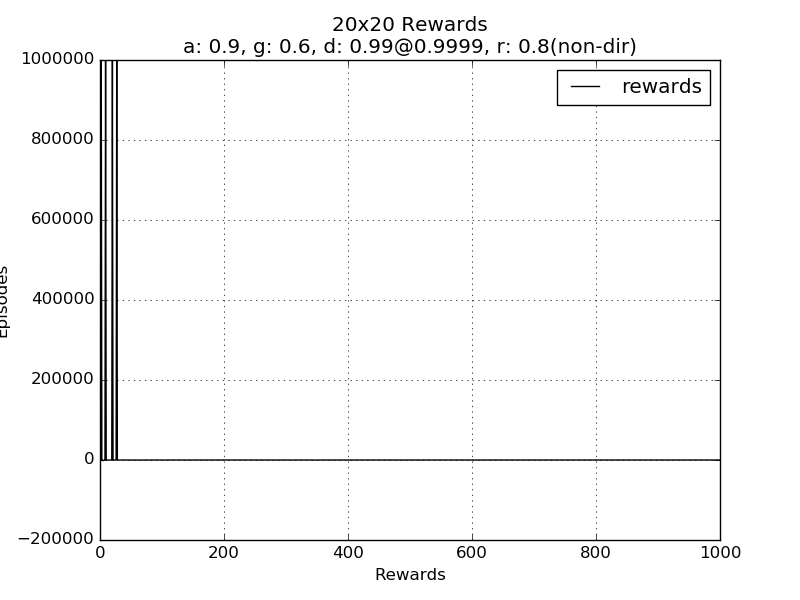 20x20 Rewards
a: 0.9, g: 0.6, d: 0.99@0.9999, r: 0.8(non-dir)
rewards
1000000
800000
600000
400000
200000
0
−200000
Episodes
0 200 400 600 800 1000
Rewards